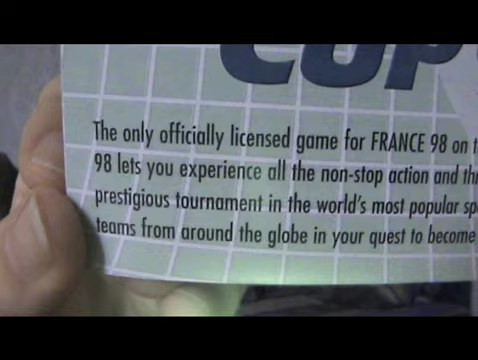 CUP
The only officially licensed game for FRANCE 98 on
98 lets you experience all the non-stop action and
prestigious tournament in the world's most popular
teams from around the globe in your quest to become